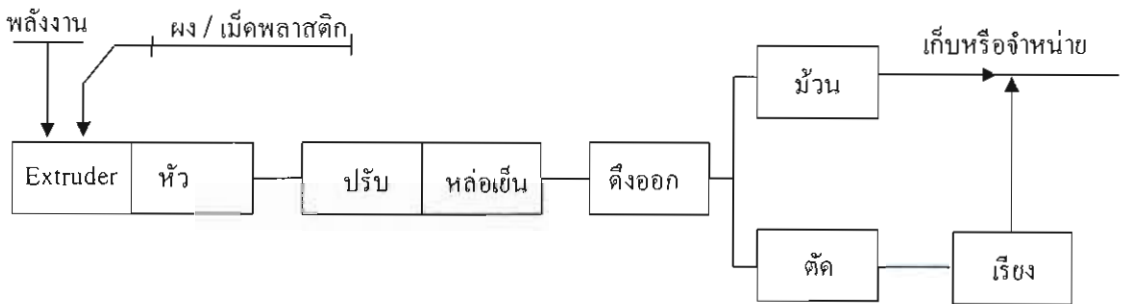 พลังงาน
ผง / เม็ดพลาสติก
เก็บหรือจำหน่าย
ม้วน
Extruder
หัว
ปรับ
หล่อเย็น
ดึงออก
ตัด
เรียง